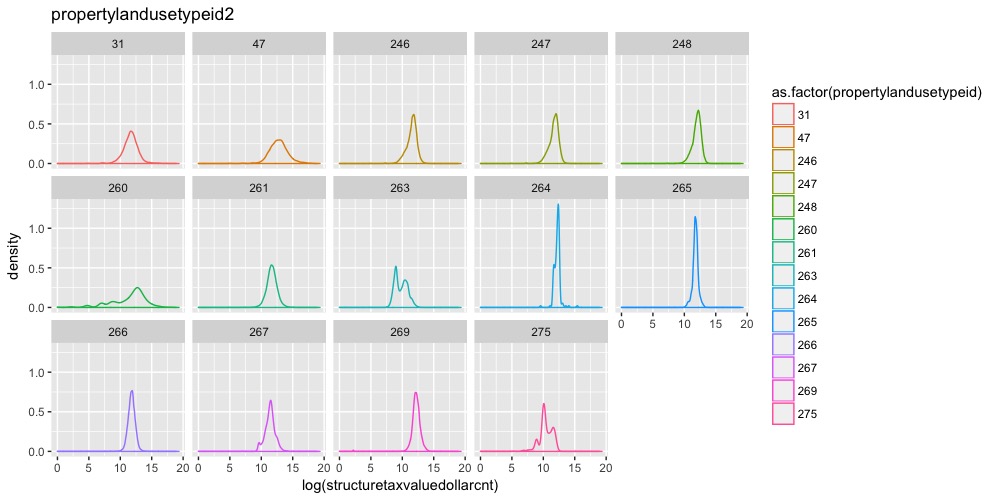 propertylandusetypeid2
31 47 246 247 248
1.0
0.5
0.0
260 261 263 264 265
1.0
0.5
0.0
0 5 10 15 20
266 267 269 275
1.0
0.5
0.0
0 5 10 15 20 0 5 10 15 20 0 5 10 15 20 0 5 10 15 20
log(structuretaxvaluedollarcnt)
density
as.factor(propertylandusetypeid)
31
47
246
247
248
260
261
263
264
265
266
267
269
275